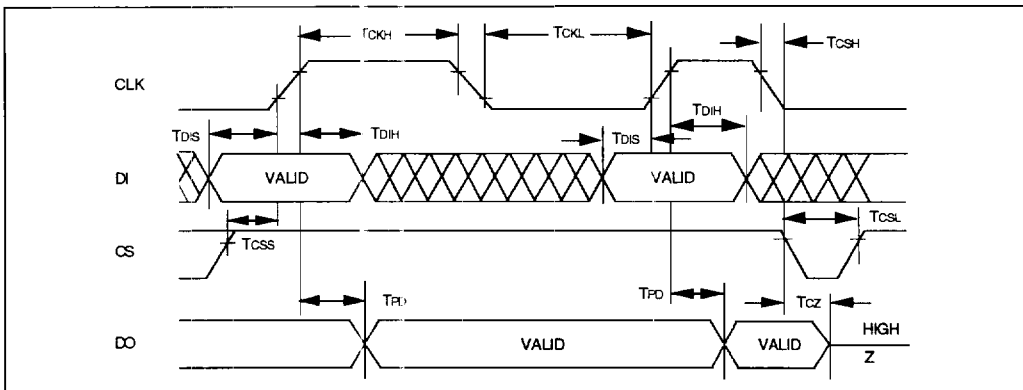 TCKH TCKL TCSH
CLK
TDIS TDIH TDIS TDIH
DI VALID VALID
TCSS TCSL
CS
TPD TPD TCZ
DO VALID VALID HIGH
Z